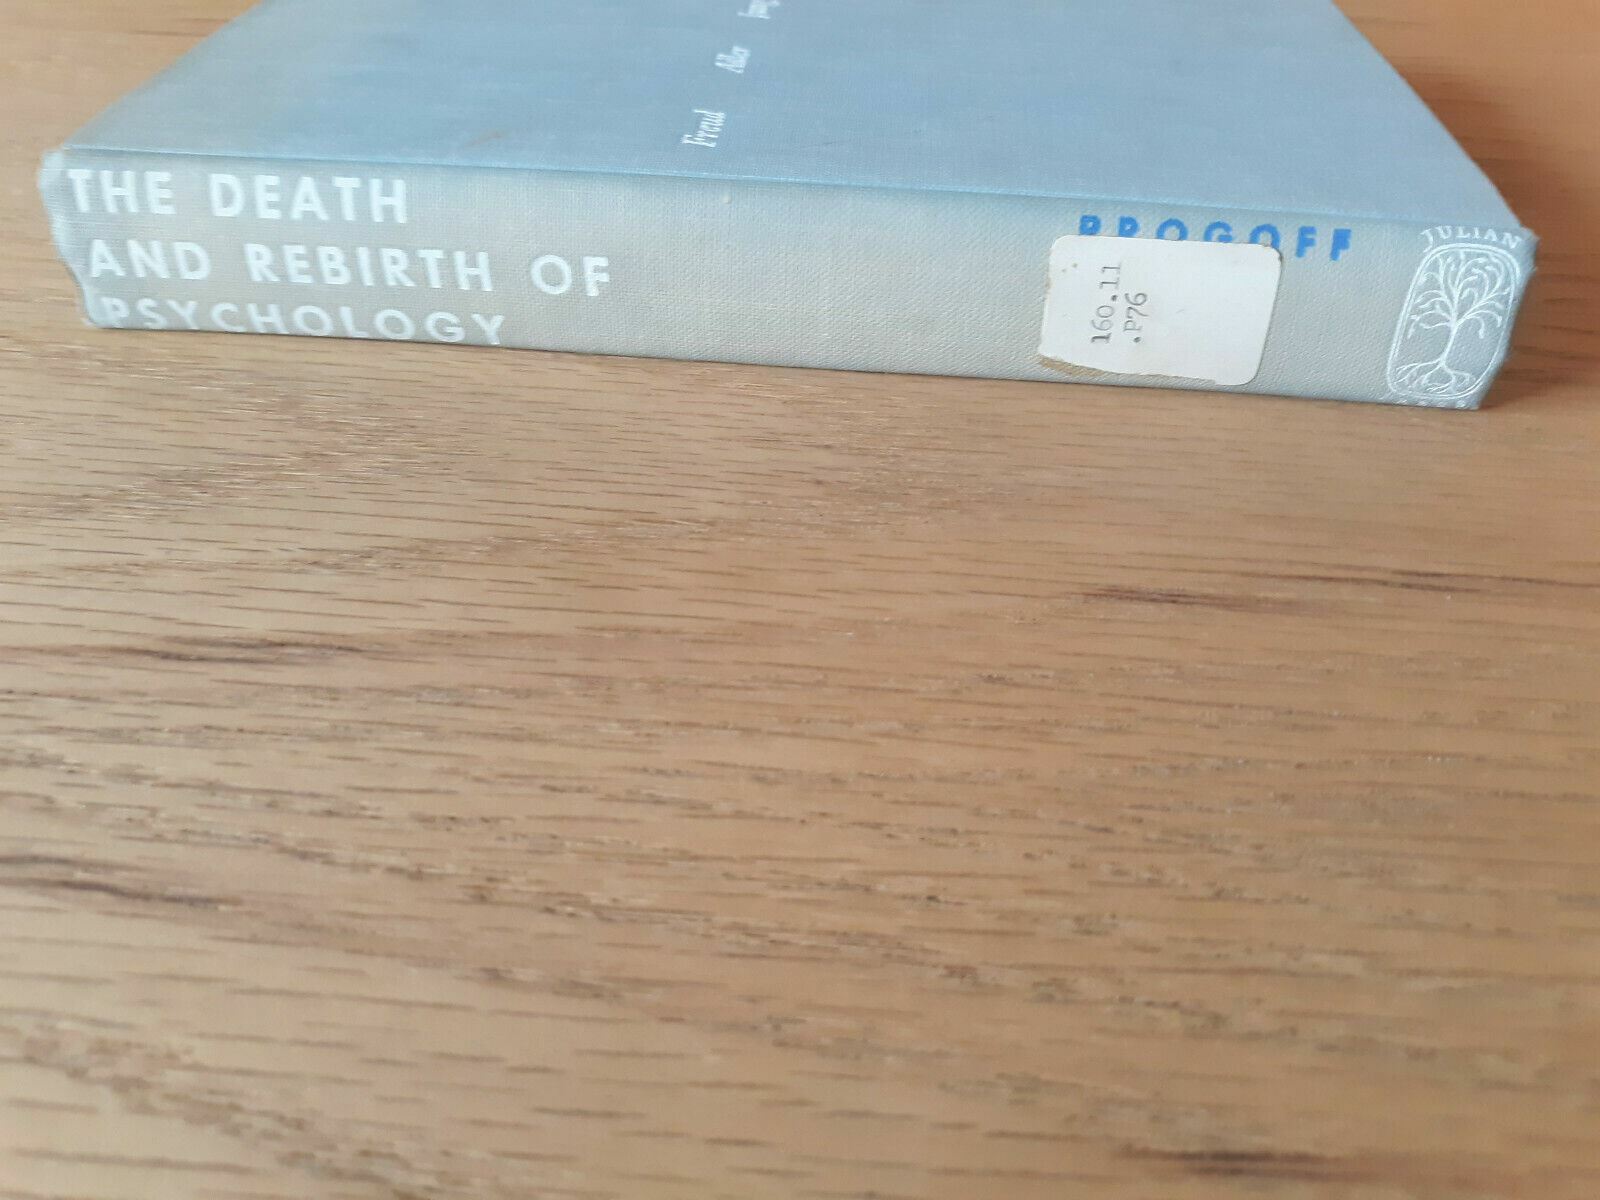 THE DEATH
AND REBIRTH OF
PSYCHOLOGY
Freud Adler
PROGOFF
160.11
.P76
JULIAN